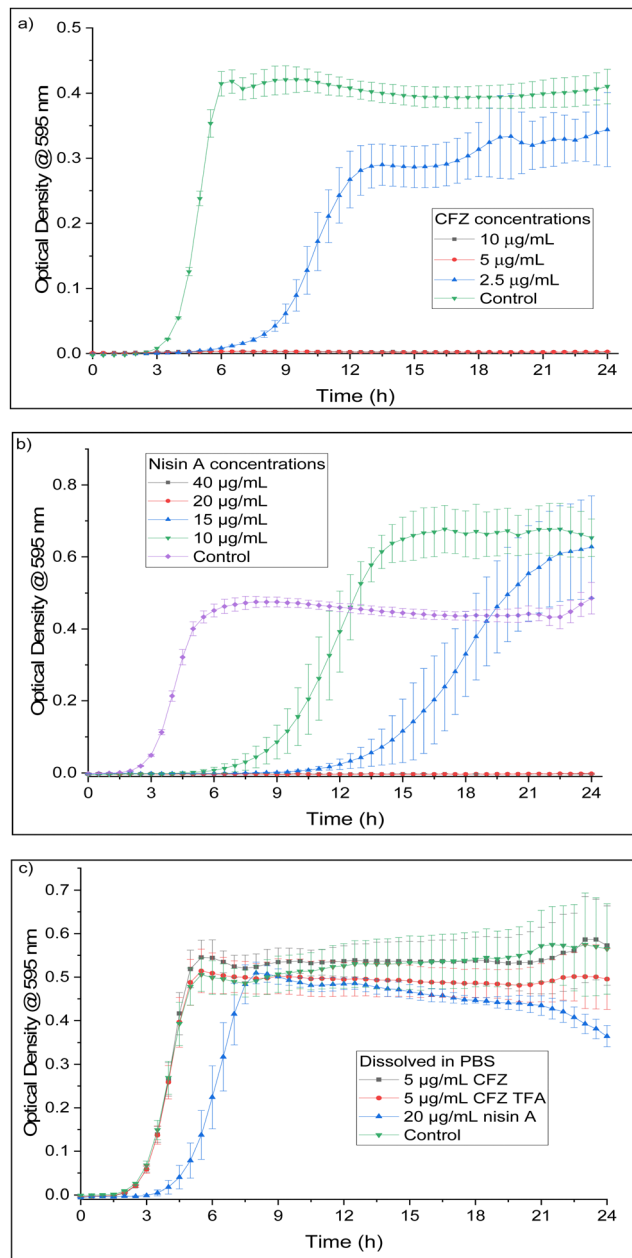 a)
0.5
0.4
0.3
0.2
0.1
0.0
Optical Density @ 595 nm
CFZ concentrations
10 µg/mL
5 µg/mL
2.5 µg/mL
Control
0 3 6 9 12 15 18 21 24
Time (h)
b)
0.8
0.6
0.4
0.2
0.0
Optical Density @ 595 nm
Nisin A concentrations
40 µg/mL
20 µg/mL
15 µg/mL
10 µg/mL
Control
0 3 6 9 12 15 18 21 24
Time (h)
c)
0.7
0.6
0.5
0.4
0.3
0.2
0.1
0.0
Optical Density @ 595 nm
Dissolved in PBS
5 µg/mL CFZ
5 µg/mL CFZ TFA
20 µg/mL nisin A
Control
0 3 6 9 12 15 18 21 24
Time (h)